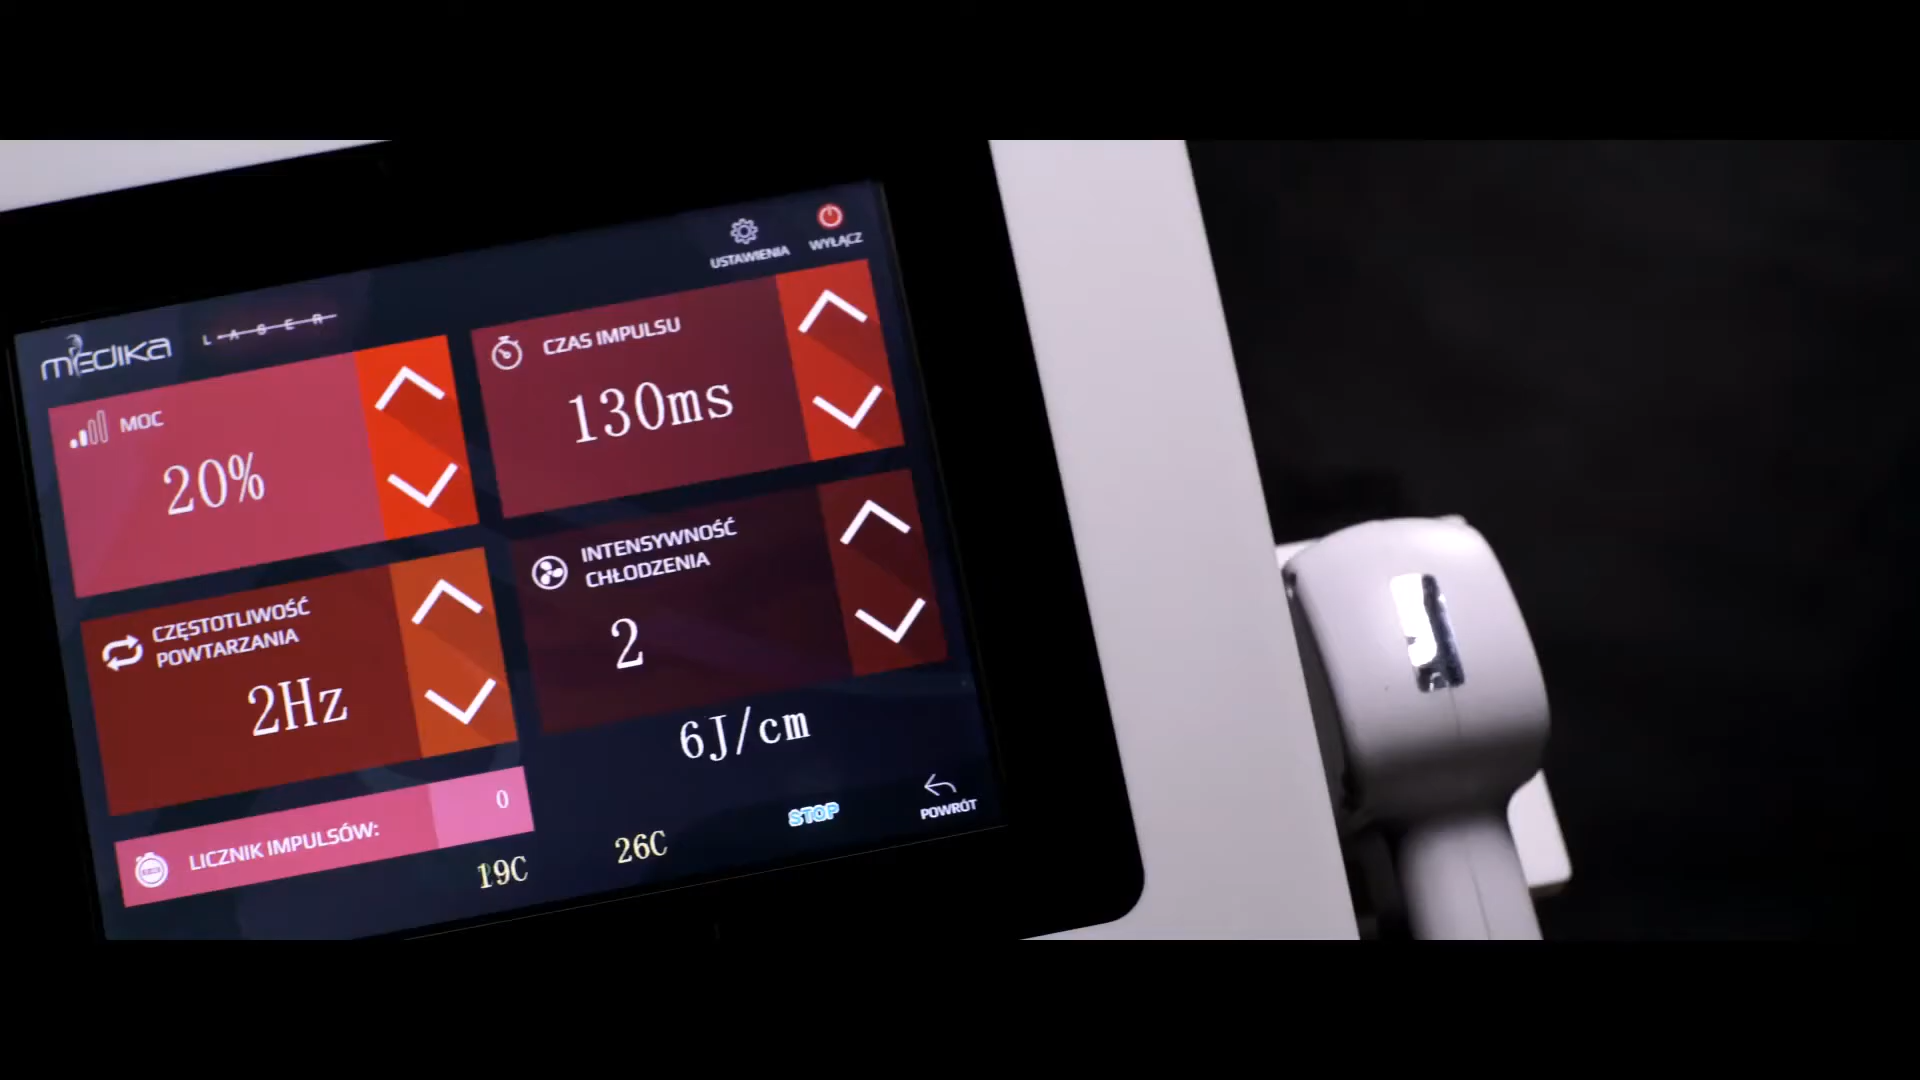 USTAWIENIA
WYŁĄCZ
mEDIKA
LASER
MOC
20%
CZAS IMPULSU
130ms
CZĘSTOTLIWOŚĆ
POWTARZANIA
2Hz
INTENSYWNOŚĆ
CHŁODZENIA
2
6J/cm
LICZNIK IMPULSÓW:
0
19C
26C
STOP
POWRÓT